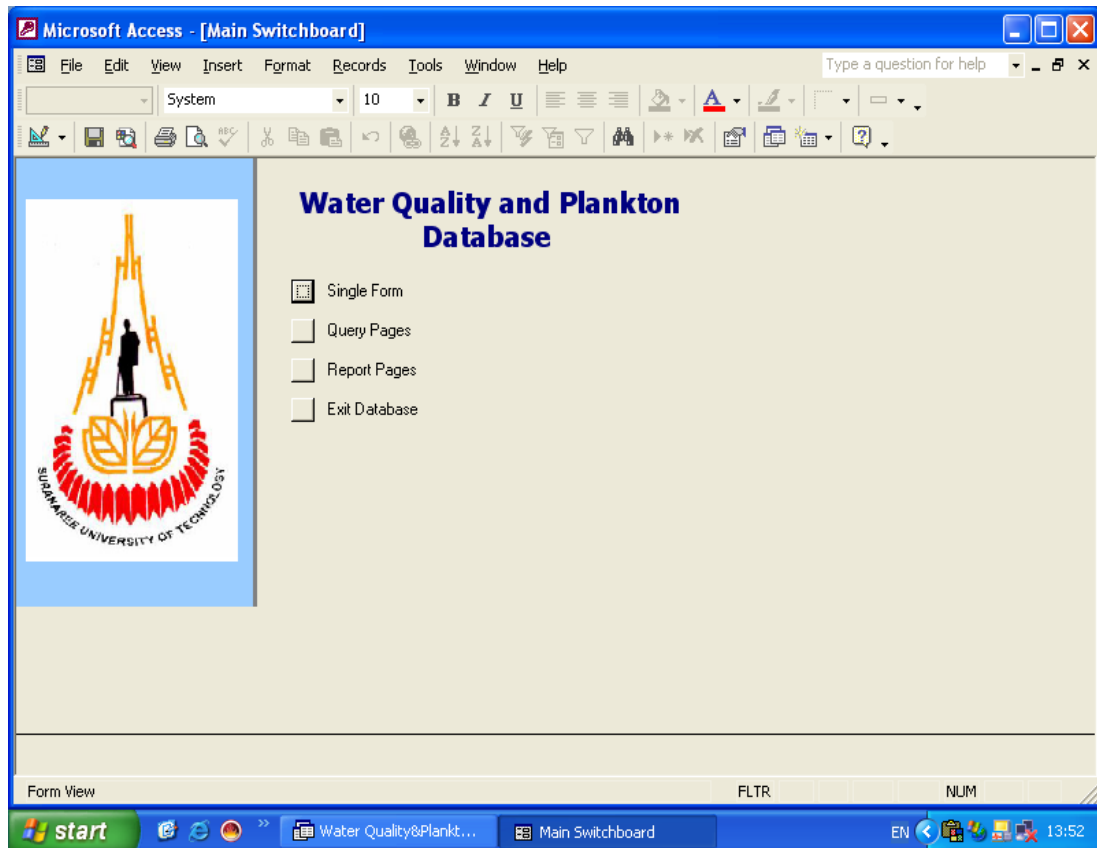 Microsoft Access - [Main Switchboard]
File Edit View Insert Format Records Tools Window Help Type a question for help
System 10 B I U A
Water Quality and Plankton
Database
Single Form
Query Pages
Report Pages
Exit Database
SURANAREE UNIVERSITY OF TECHNOLOGY
Form View FLTR NUM
start Water Quality&Plankt... Main Switchboard EN 13:52